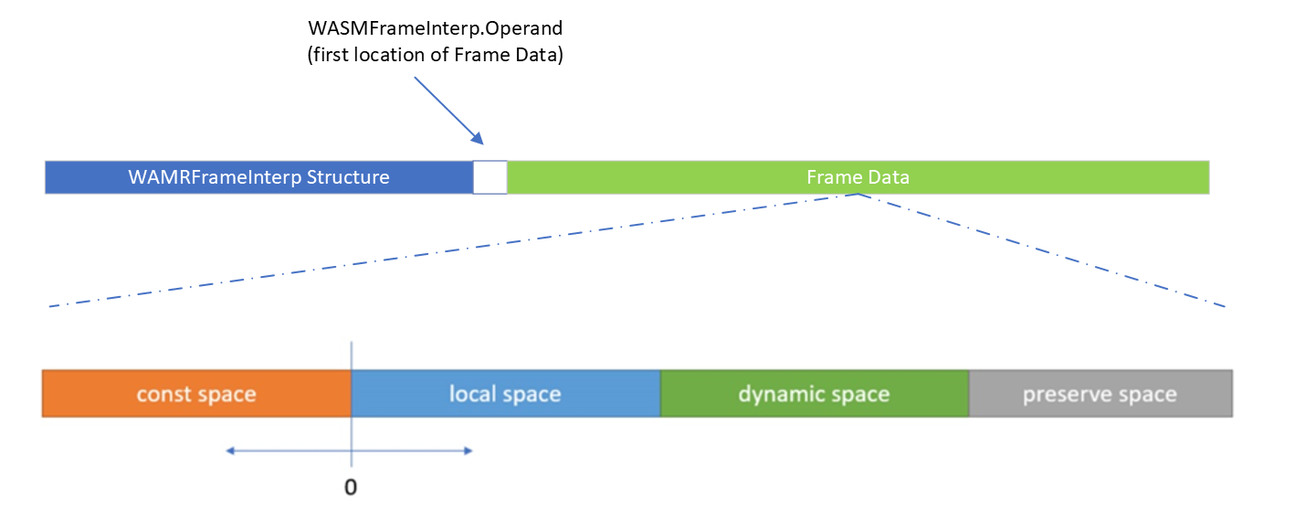 WASMFrameInterp.Operand
(first location of Frame Data)
WAMRFrameInterp Structure
Frame Data
const space
local space
dynamic space
preserve space
0